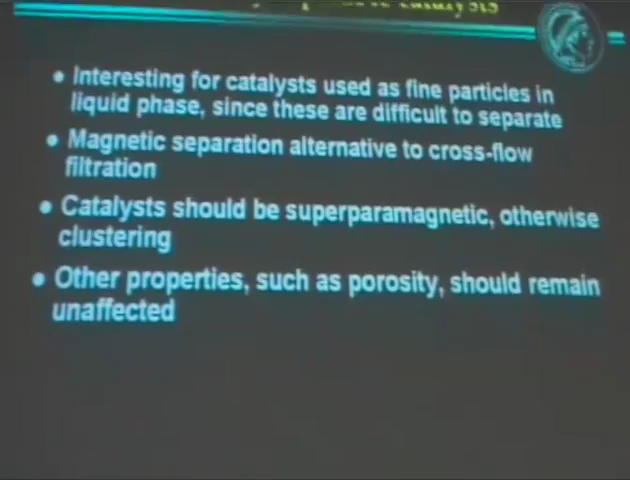 • Interesting for catalysts used as fine particles in
liquid phase, since these are difficult to separate
• Magnetic separation alternative to cross-flow
filtration
• Catalysts should be superparamagnetic, otherwise
clustering
• Other properties, such as porosity, should remain
unaffected